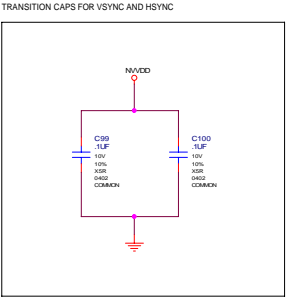 TRANSITION CAPS FOR VSYNC AND HSYNC
NVVDD
C99
.1UF
10V
10%
X5R
0402
COMMON
C100
.1UF
10V
10%
X5R
0402
COMMON